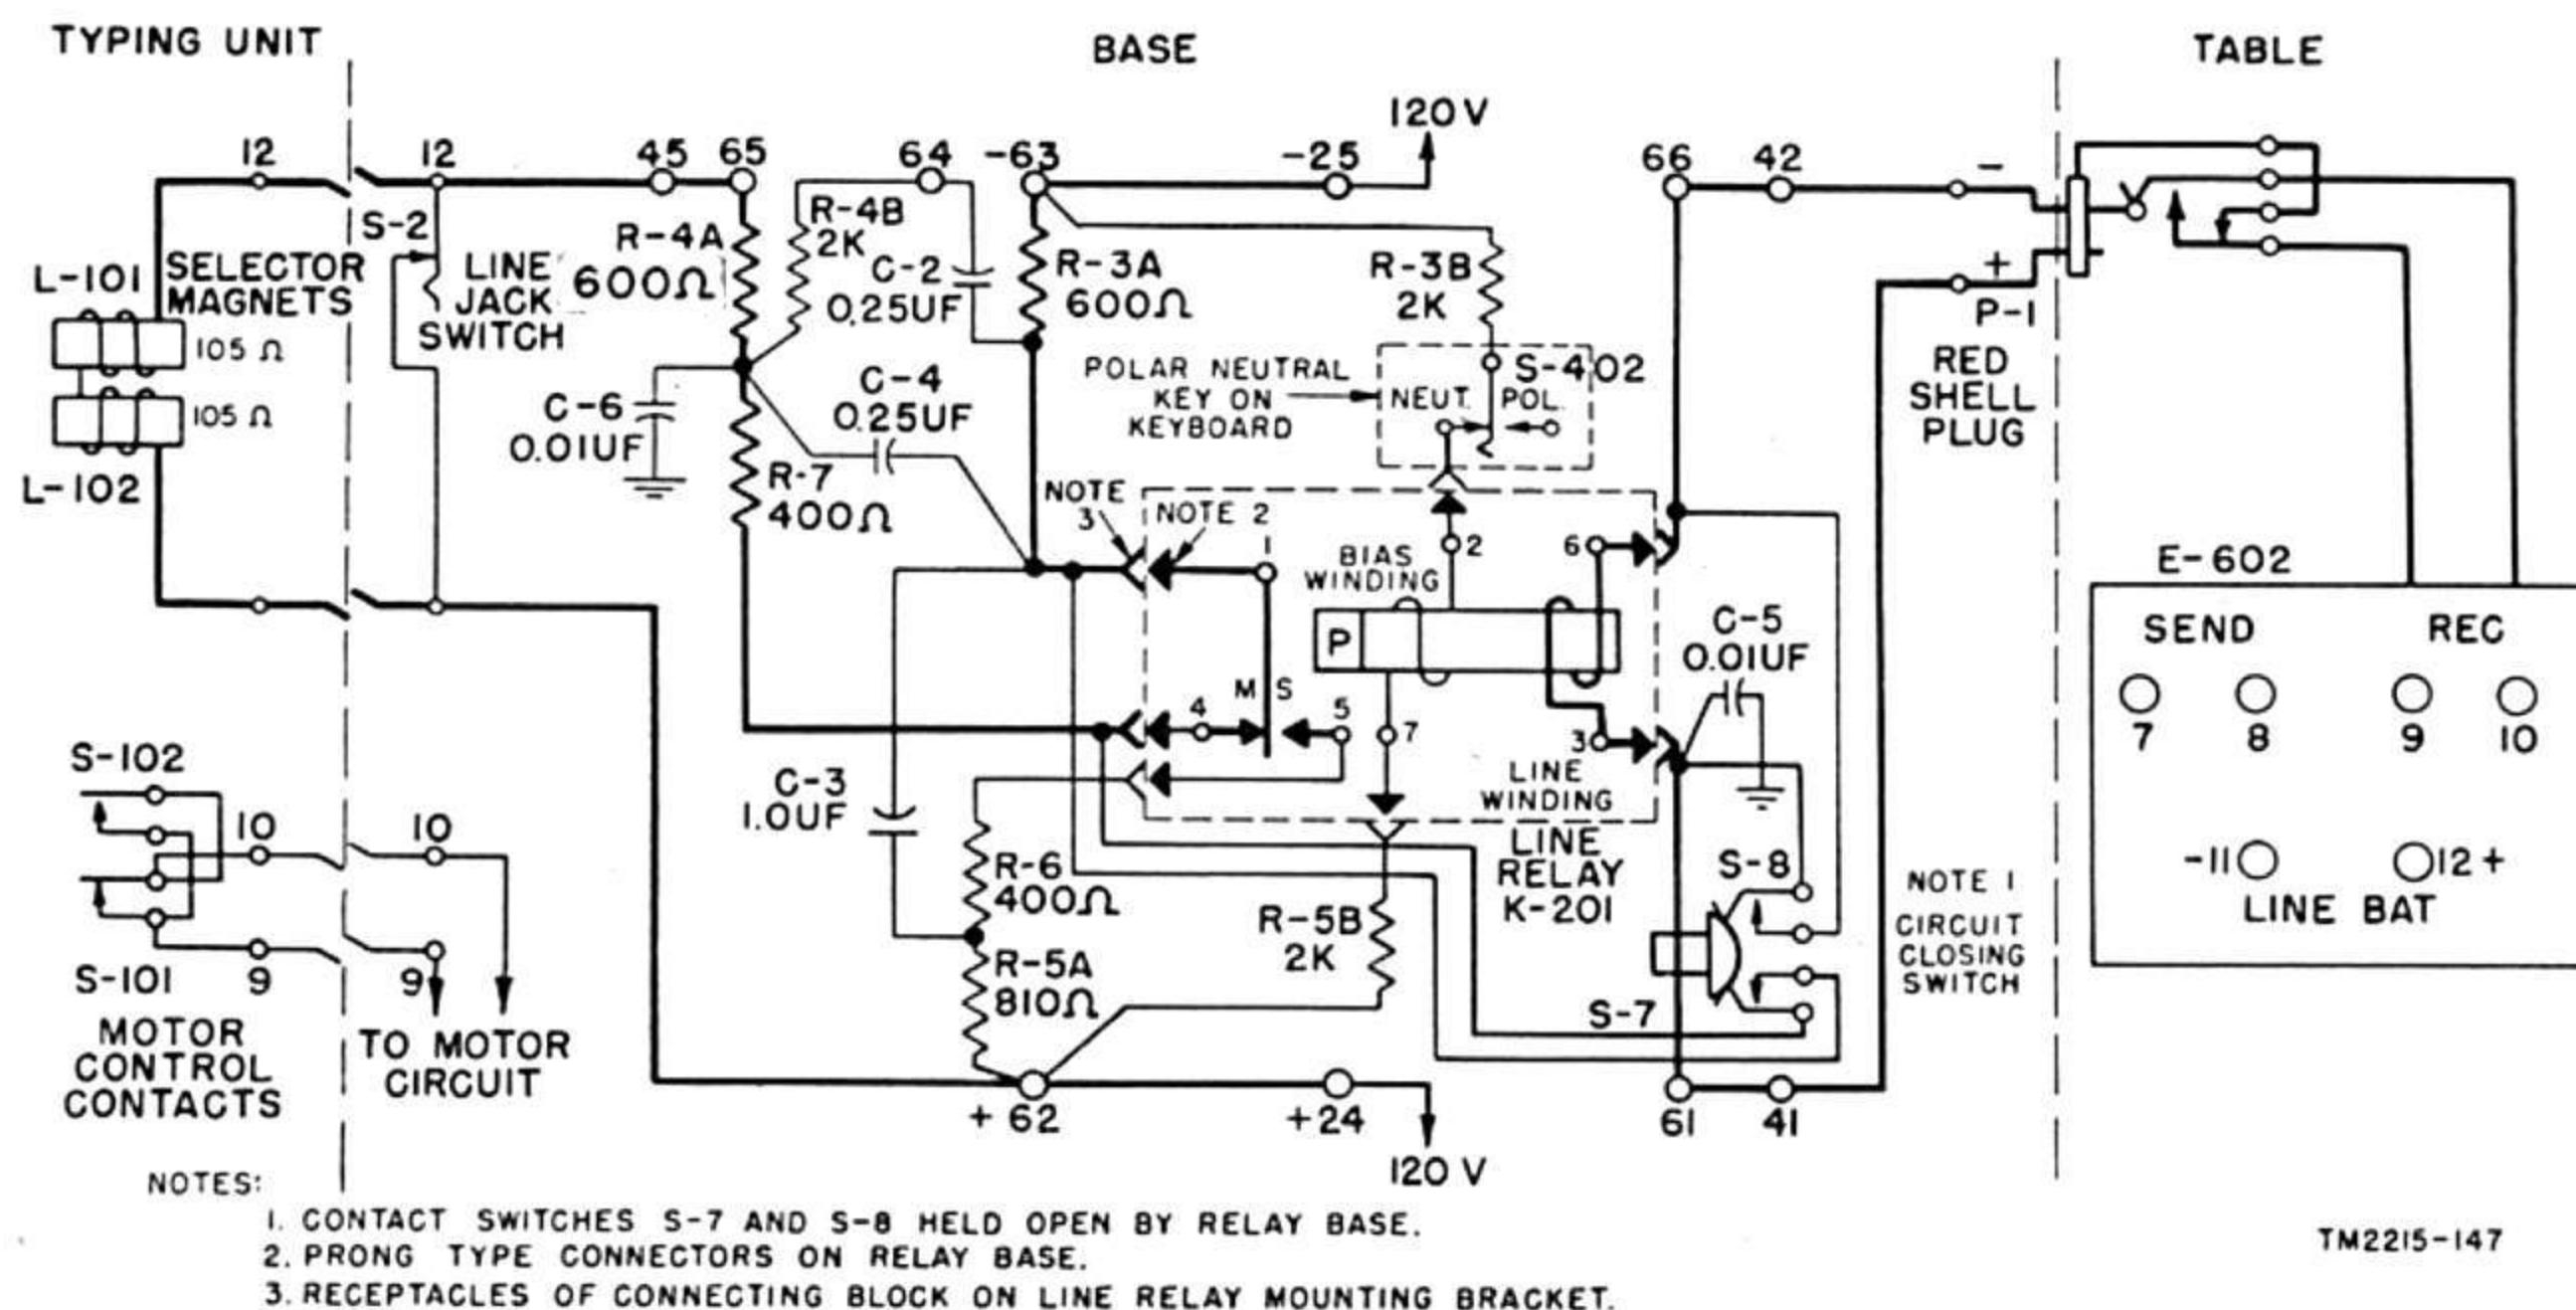 TYPING UNIT
BASE
TABLE
120V
12
12
45
65
64
-63
-25
66
42
-
S-2
R-4A
600Ω
R-4B
2K
C-2
0.25UF
R-3A
600Ω
R-3B
2K
+
P-1
RED
SHELL
PLUG
L-101
SELECTOR
MAGNETS
105 Ω
105 Ω
L-102
LINE
JACK
SWITCH
C-6
0.01UF
C-4
0.25UF
R-7
400Ω
POLAR NEUTRAL
KEY ON
KEYBOARD
S-402
NEUT.
POL.
NOTE
3
NOTE 2
1
2
6
BIAS
WINDING
P
M
S
4
5
7
3
LINE
WINDING
LINE
RELAY
K-201
C-5
0.01UF
E-602
SEND
REC
7
8
9
10
-11
12+
LINE BAT
S-102
10
10
S-101
9
9
MOTOR
CONTROL
CONTACTS
TO MOTOR
CIRCUIT
C-3
1.0UF
R-6
400Ω
R-5A
810Ω
R-5B
2K
S-8
S-7
NOTE 1
CIRCUIT
CLOSING
SWITCH
+ 62
+24
120 V
61
41
NOTES:
1. CONTACT SWITCHES S-7 AND S-8 HELD OPEN BY RELAY BASE.
2. PRONG TYPE CONNECTORS ON RELAY BASE.
3. RECEPTACLES OF CONNECTING BLOCK ON LINE RELAY MOUNTING BRACKET.
TM2215-147